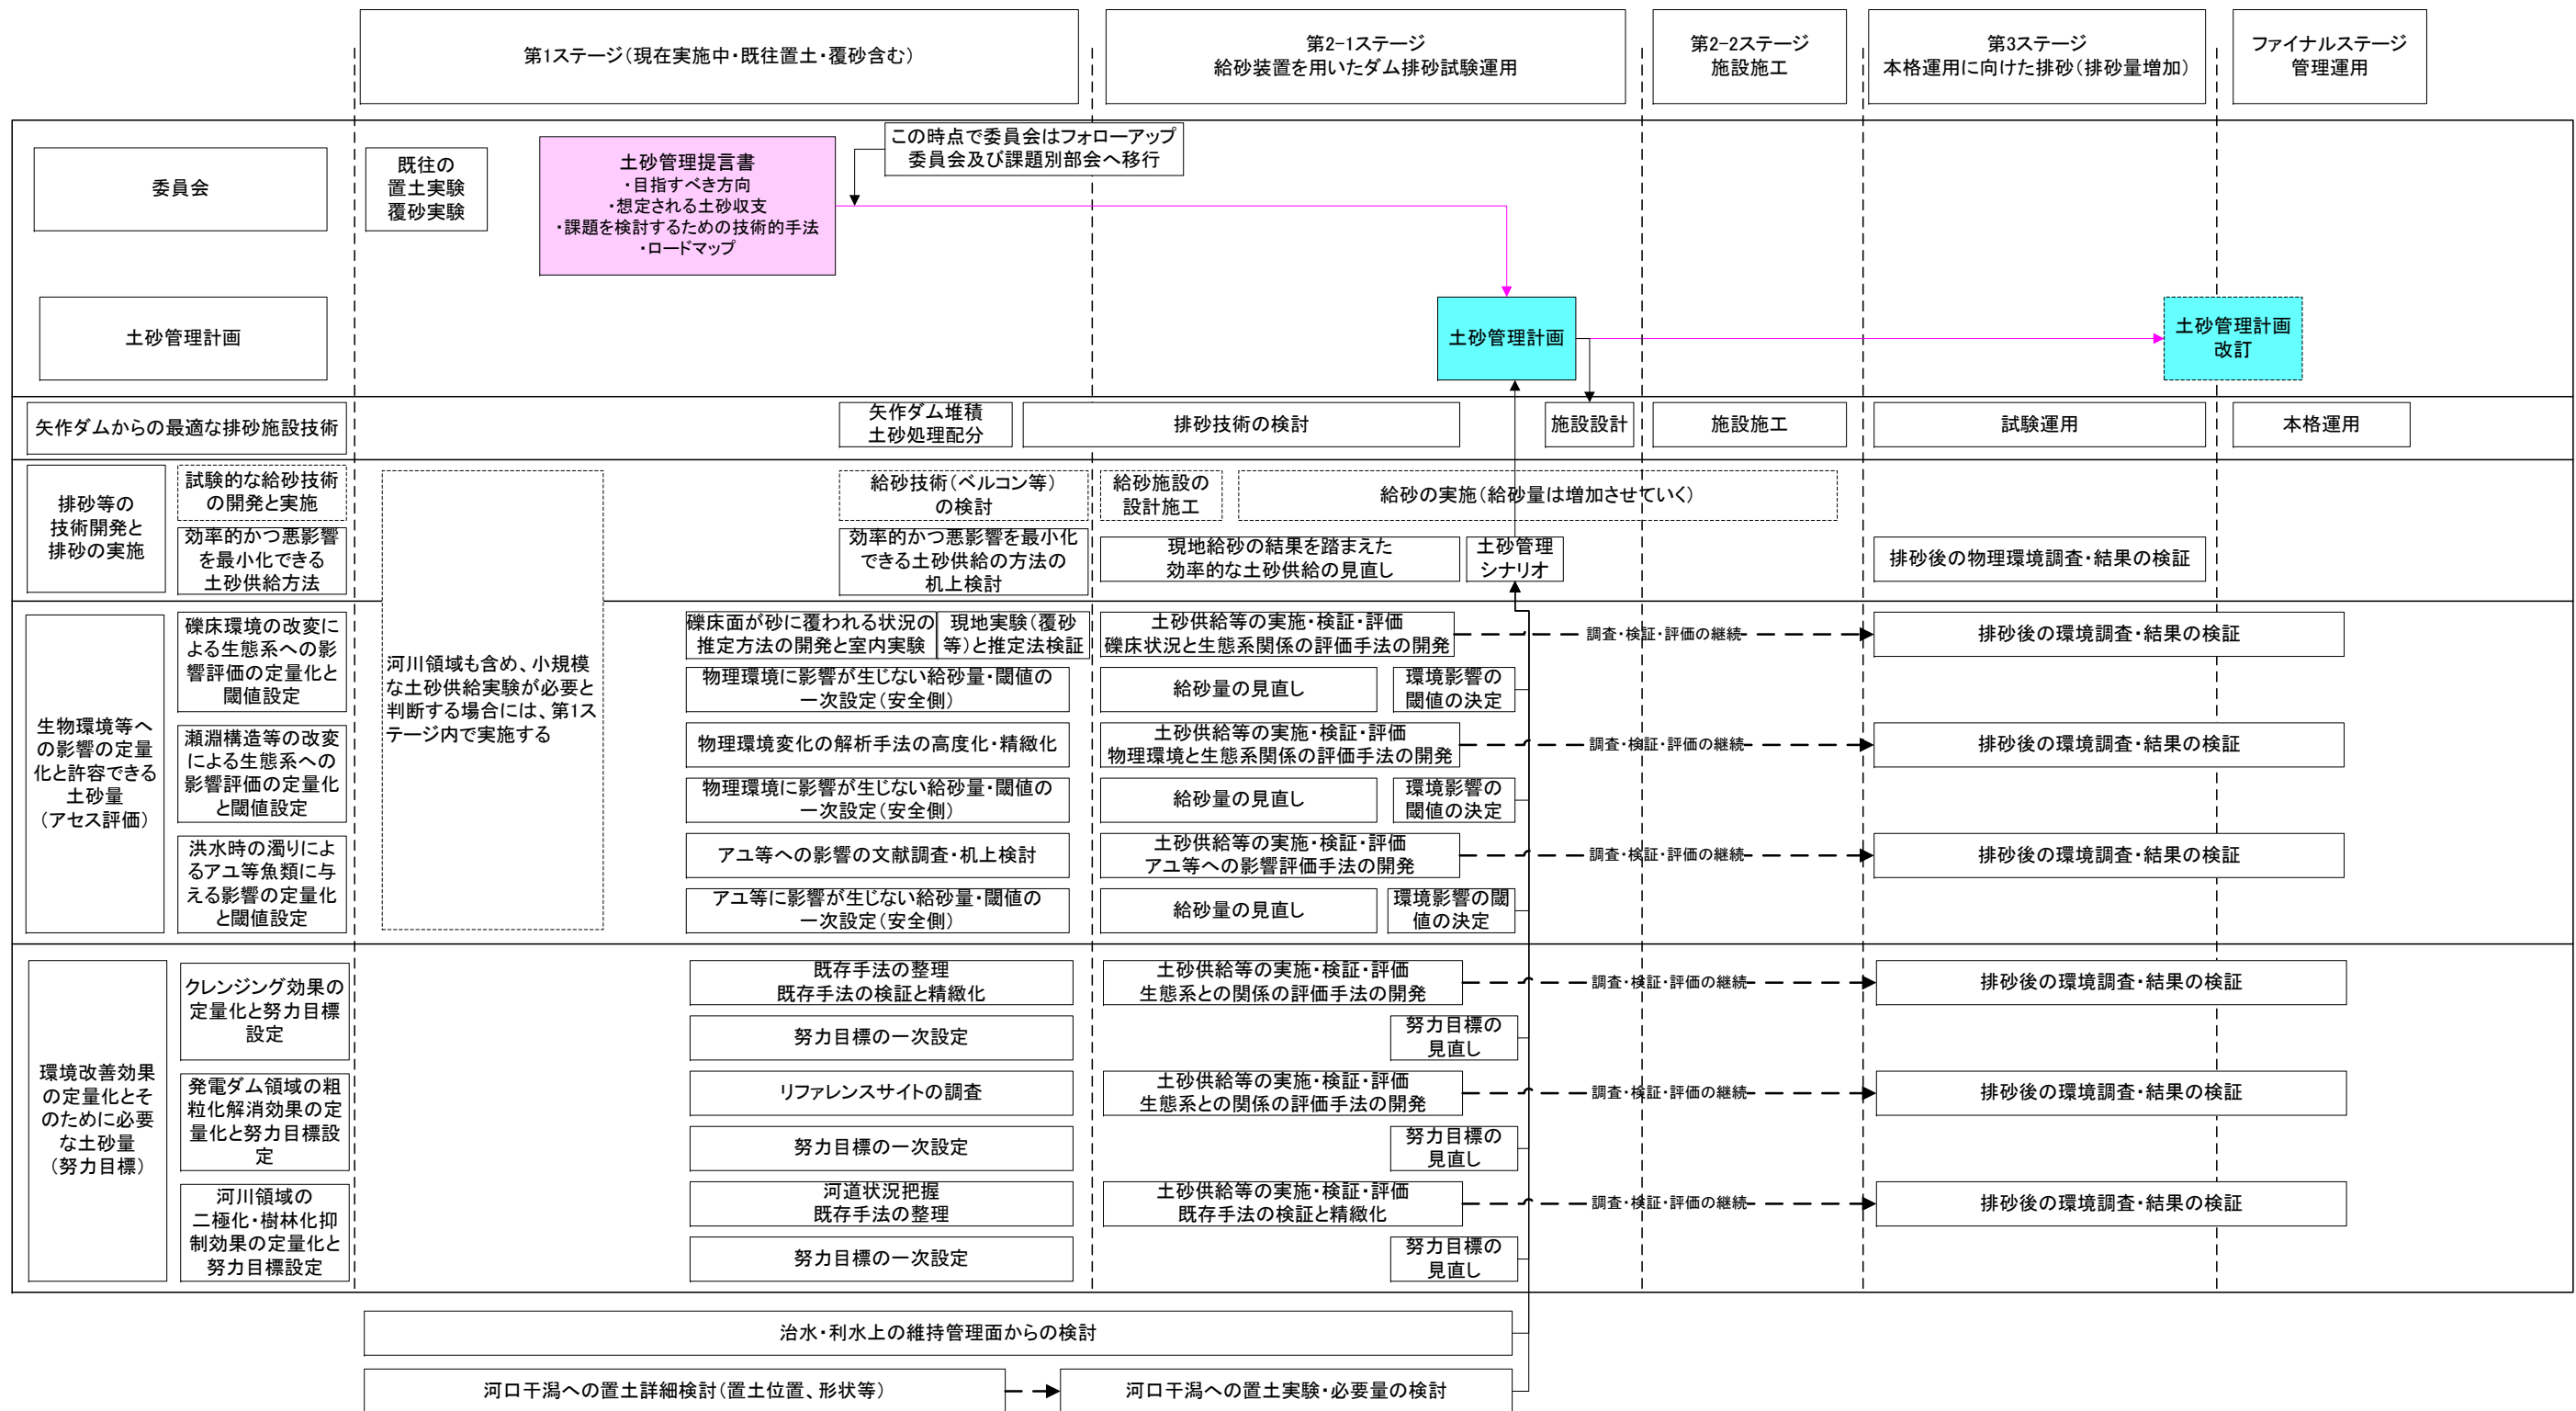 第1ステージ(現在実施中・既往置土・覆砂含む)
第2-1ステージ
給砂装置を用いたダム排砂試験運用
第2-2ステージ
施設施工
第3ステージ
本格運用に向けた排砂(排砂量増加)
ファイナルステージ
管理運用
委員会
既往の
置土実験
覆砂実験
土砂管理提言書
・目指すべき方向
・想定される土砂収支
・課題を検討するための技術的手法
・ロードマップ
この時点で委員会はフォローアップ
委員会及び課題別部会へ移行
土砂管理計画
土砂管理計画
土砂管理計画
改訂
矢作ダムからの最適な排砂施設技術
矢作ダム堆積
土砂処理配分
排砂技術の検討
施設設計
施設施工
試験運用
本格運用
排砂等の
技術開発と
排砂の実施
試験的な給砂技術
の開発と実施
給砂技術(ベルコン等)
の検討
給砂施設の
設計施工
給砂の実施(給砂量は増加させていく)
効率的かつ悪影響
を最小化できる
土砂供給方法
効率的かつ悪影響を最小化
できる土砂供給の方法の
机上検討
現地給砂の結果を踏まえた
効率的な土砂供給の見直し
土砂管理
シナリオ
排砂後の物理環境調査・結果の検証
河川領域も含め、小規模
な土砂供給実験が必要と
判断する場合には、第1ス
テージ内で実施する
生物環境等へ
の影響の定量
化と許容できる
土砂量
(アセス評価)
礫床環境の改変に
よる生態系への影
響評価の定量化と
閾値設定
礫床面が砂に覆われる状況の
推定方法の開発と室内実験
現地実験(覆砂
等)と推定法検証
土砂供給等の実施・検証・評価
礫床状況と生態系関係の評価手法の開発
調査・検証・評価の継続
排砂後の環境調査・結果の検証
物理環境に影響が生じない給砂量・閾値の
一次設定(安全側)
給砂量の見直し
環境影響の
閾値の決定
瀬淵構造等の改変
による生態系への
影響評価の定量化
と閾値設定
物理環境変化の解析手法の高度化・精緻化
土砂供給等の実施・検証・評価
物理環境と生態系関係の評価手法の開発
調査・検証・評価の継続
排砂後の環境調査・結果の検証
物理環境に影響が生じない給砂量・閾値の
一次設定(安全側)
給砂量の見直し
環境影響の
閾値の決定
洪水時の濁りによ
るアユ等魚類に与
える影響の定量化
と閾値設定
アユ等への影響の文献調査・机上検討
土砂供給等の実施・検証・評価
アユ等への影響評価手法の開発
調査・検証・評価の継続
排砂後の環境調査・結果の検証
アユ等に影響が生じない給砂量・閾値の
一次設定(安全側)
給砂量の見直し
環境影響の閾
値の決定
環境改善効果
の定量化とそ
のために必要
な土砂量
(努力目標)
クレンジング効果の
定量化と努力目標
設定
既存手法の整理
既存手法の検証と精緻化
土砂供給等の実施・検証・評価
生態系との関係の評価手法の開発
調査・検証・評価の継続
排砂後の環境調査・結果の検証
努力目標の一次設定
努力目標の
見直し
発電ダム領域の粗
粒化解消効果の定
量化と努力目標設
定
リファレンスサイトの調査
土砂供給等の実施・検証・評価
生態系との関係の評価手法の開発
調査・検証・評価の継続
排砂後の環境調査・結果の検証
努力目標の一次設定
努力目標の
見直し
河川領域の
二極化・樹林化抑
制効果の定量化と
努力目標設定
河道状況把握
既存手法の整理
土砂供給等の実施・検証・評価
既存手法の検証と精緻化
調査・検証・評価の継続
排砂後の環境調査・結果の検証
努力目標の一次設定
努力目標の
見直し
治水・利水上の維持管理面からの検討
河口干潟への置土詳細検討(置土位置、形状等)
河口干潟への置土実験・必要量の検討